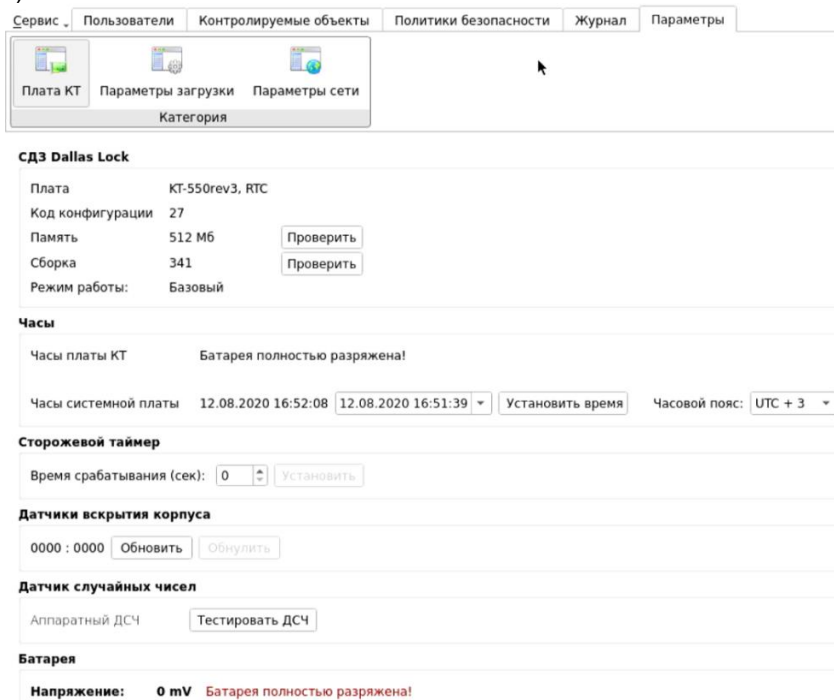 Сервис Пользователи Контролируемые объекты Политики безопасности Журнал Параметры
Плата КТ Параметры загрузки Параметры сети
Категория
СДЗ Dallas Lock
Плата КТ-550rev3, RTC
Код конфигурации 27
Память 512 Мб Проверить
Сборка 341 Проверить
Режим работы: Базовый
Часы
Часы платы КТ Батарея полностью разряжена!
Часы системной платы 12.08.2020 16:52:08 12.08.2020 16:51:39 Установить время Часовой пояс: UTC + 3
Сторожевой таймер
Время срабатывания (сек): 0 Установить
Датчики вскрытия корпуса
0000 : 0000 Обновить Обнулить
Датчик случайных чисел
Аппаратный ДСЧ Тестировать ДСЧ
Батарея
Напряжение: 0 mV Батарея полностью разряжена!